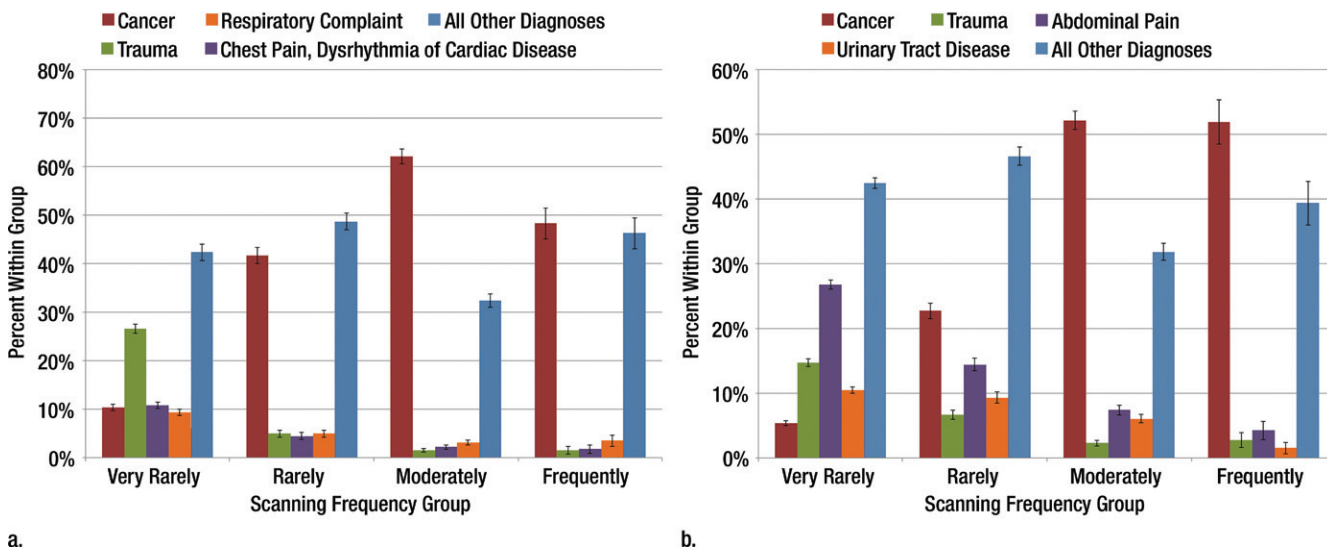 Cancer Respiratory Complaint All Other Diagnoses
Trauma Chest Pain, Dysrhythmia of Cardiac Disease
80%
70%
60%
50%
40%
30%
20%
10%
0%
Percent Within Group
Very Rarely Rarely Moderately Frequently
Scanning Frequency Group
a.
Cancer Trauma Abdominal Pain
Urinary Tract Disease All Other Diagnoses
60%
50%
40%
30%
20%
10%
0%
Percent Within Group
Very Rarely Rarely Moderately Frequently
Scanning Frequency Group
b.